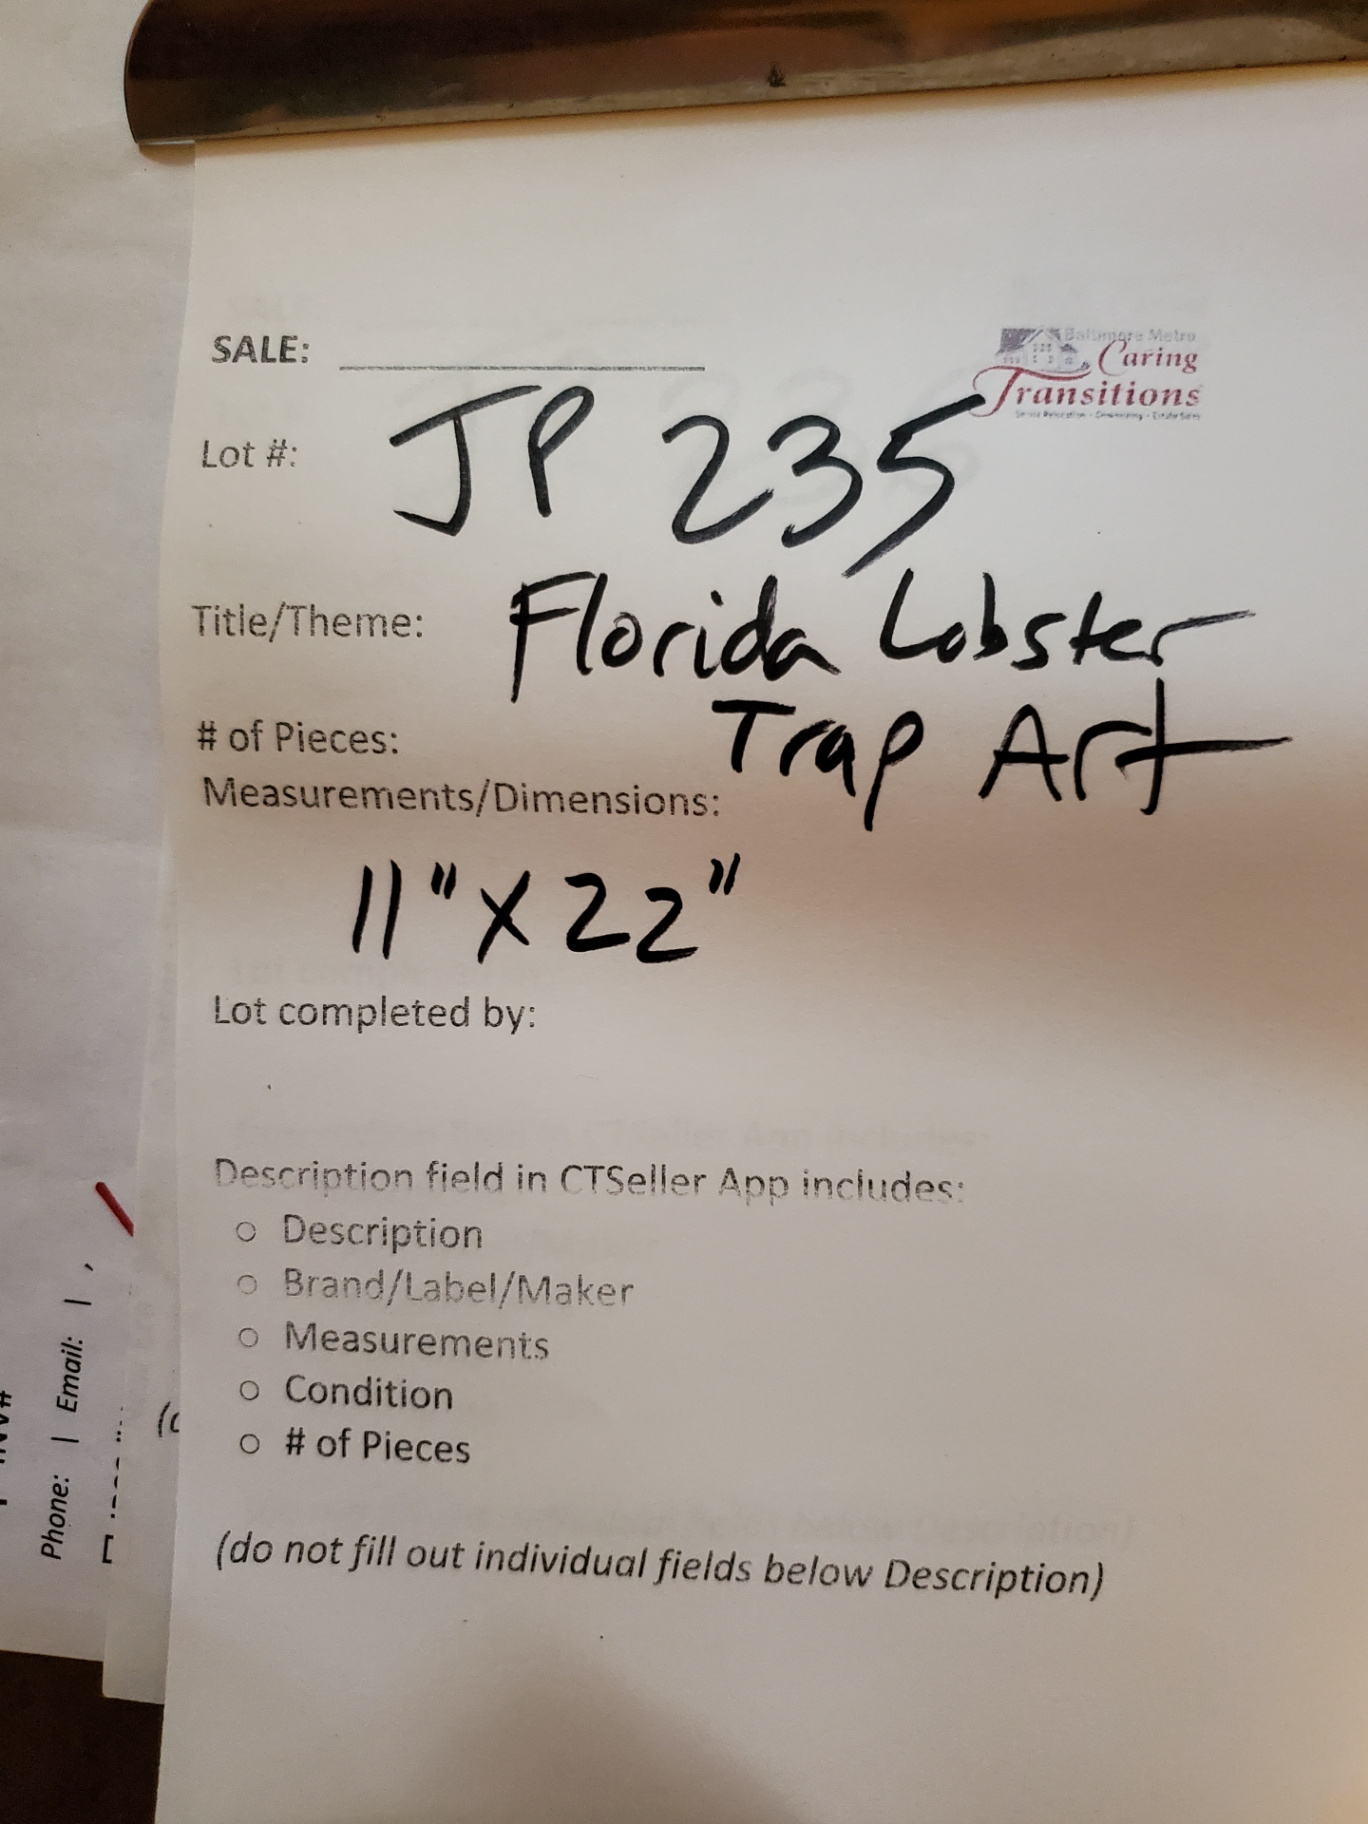 SALE:
Baltimore Metro
Caring
Transitions
Lot #: JP 235
Title/Theme: Florida Lobster
Trap Art
# of Pieces:
Measurements/Dimensions:
11" X 22"
Lot completed by:
Description field in CTSeller App includes:
○ Description
○ Brand/Label/Maker
○ Measurements
○ Condition
○ # of Pieces
(do not fill out individual fields below Description)
Phone: | Email: | ,